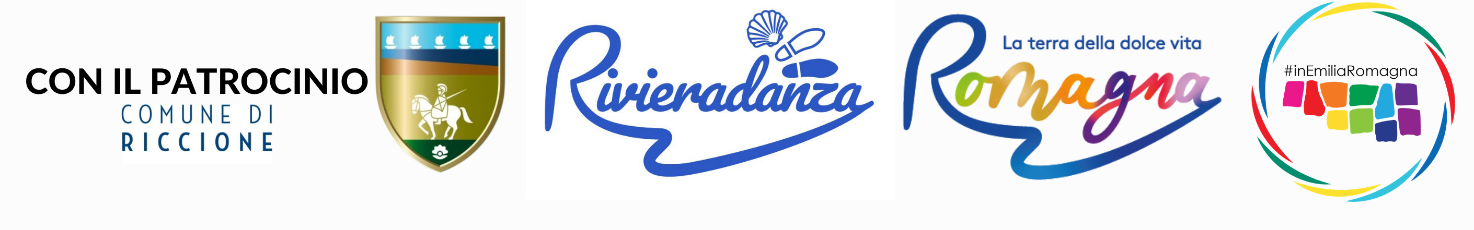 CON IL PATROCINIO
COMUNE DI
RICCIONE
Rivieradanza
La terra della dolce vita
Romagna
#inEmiliaRomagna